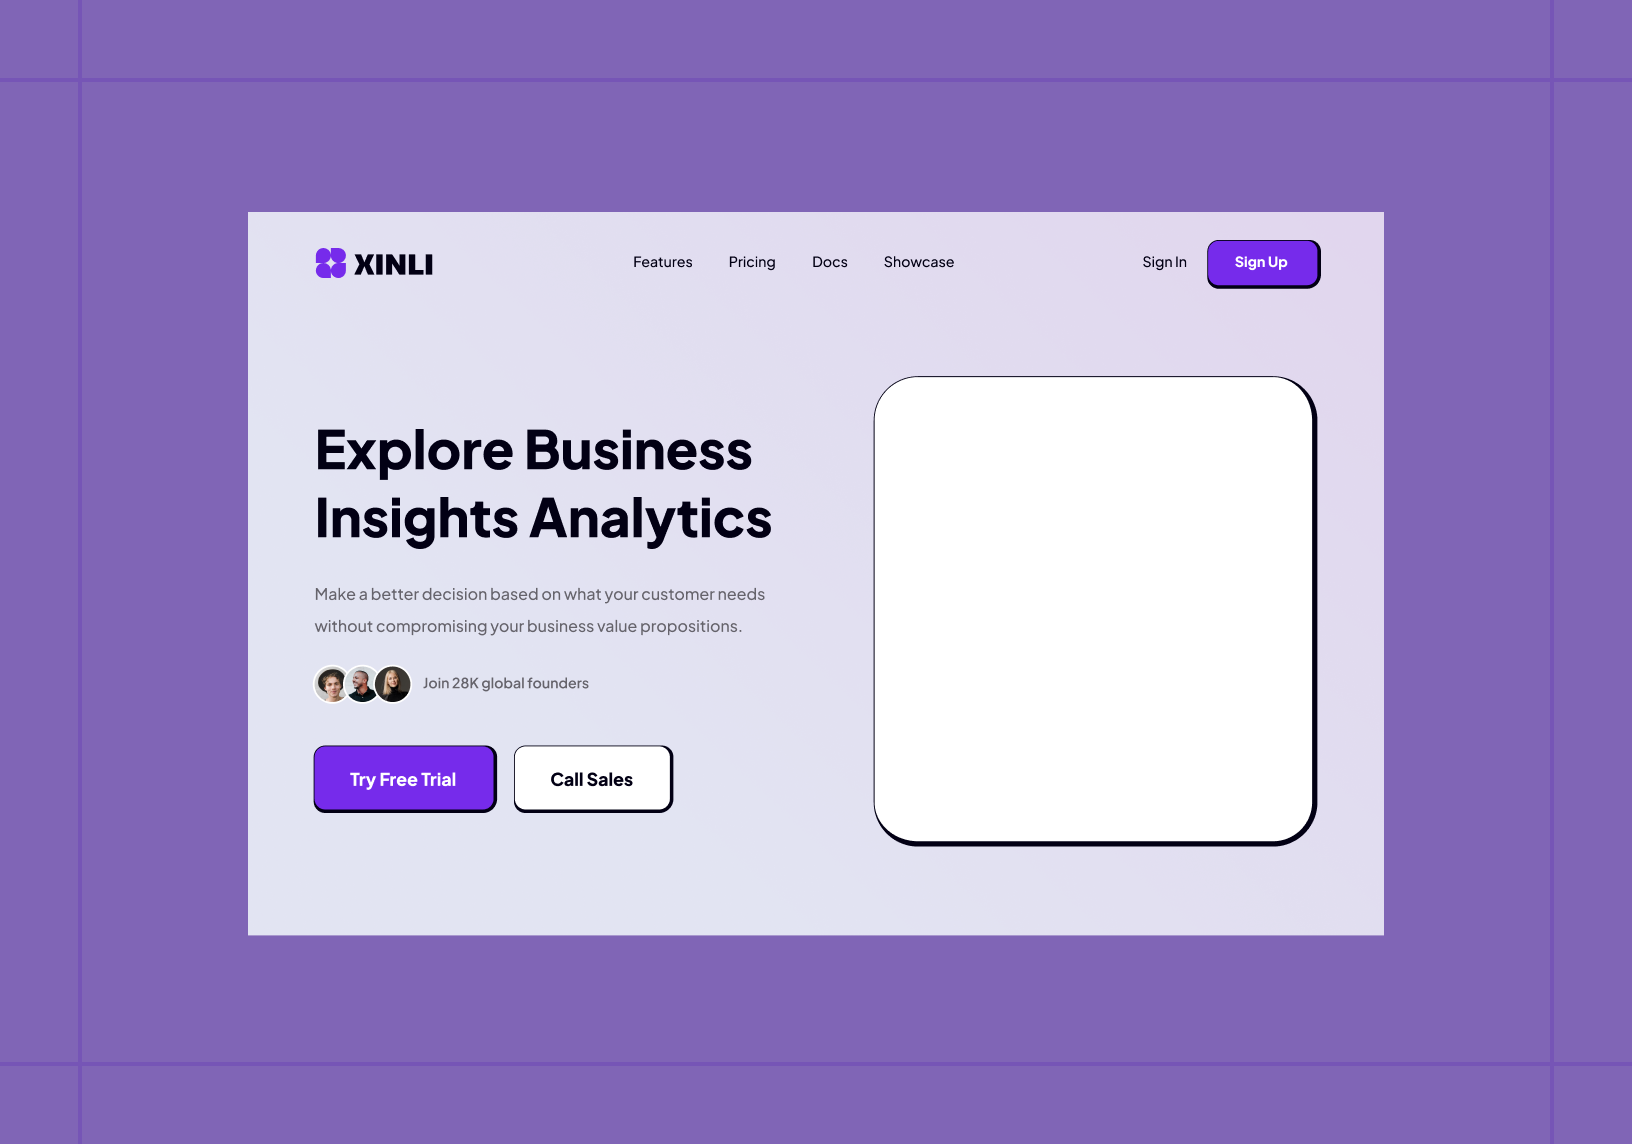 XINLI
Features
Pricing
Docs
Showcase
Sign In
Sign Up
Explore Business
Insights Analytics
Make a better decision based on what your customer needs
without compromising your business value propositions.
Join 28K global founders
Try Free Trial
Call Sales